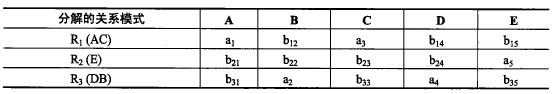 分解的关系模式 A B C D E
R₁ (AC) a₁ b₁₂ a₃ b₁₄ b₁₅
R₂ (E) b₂₁ b₂₂ b₂₃ b₂₄ a₅
R₃ (DB) b₃₁ a₂ b₃₃ a₄ b₃₅